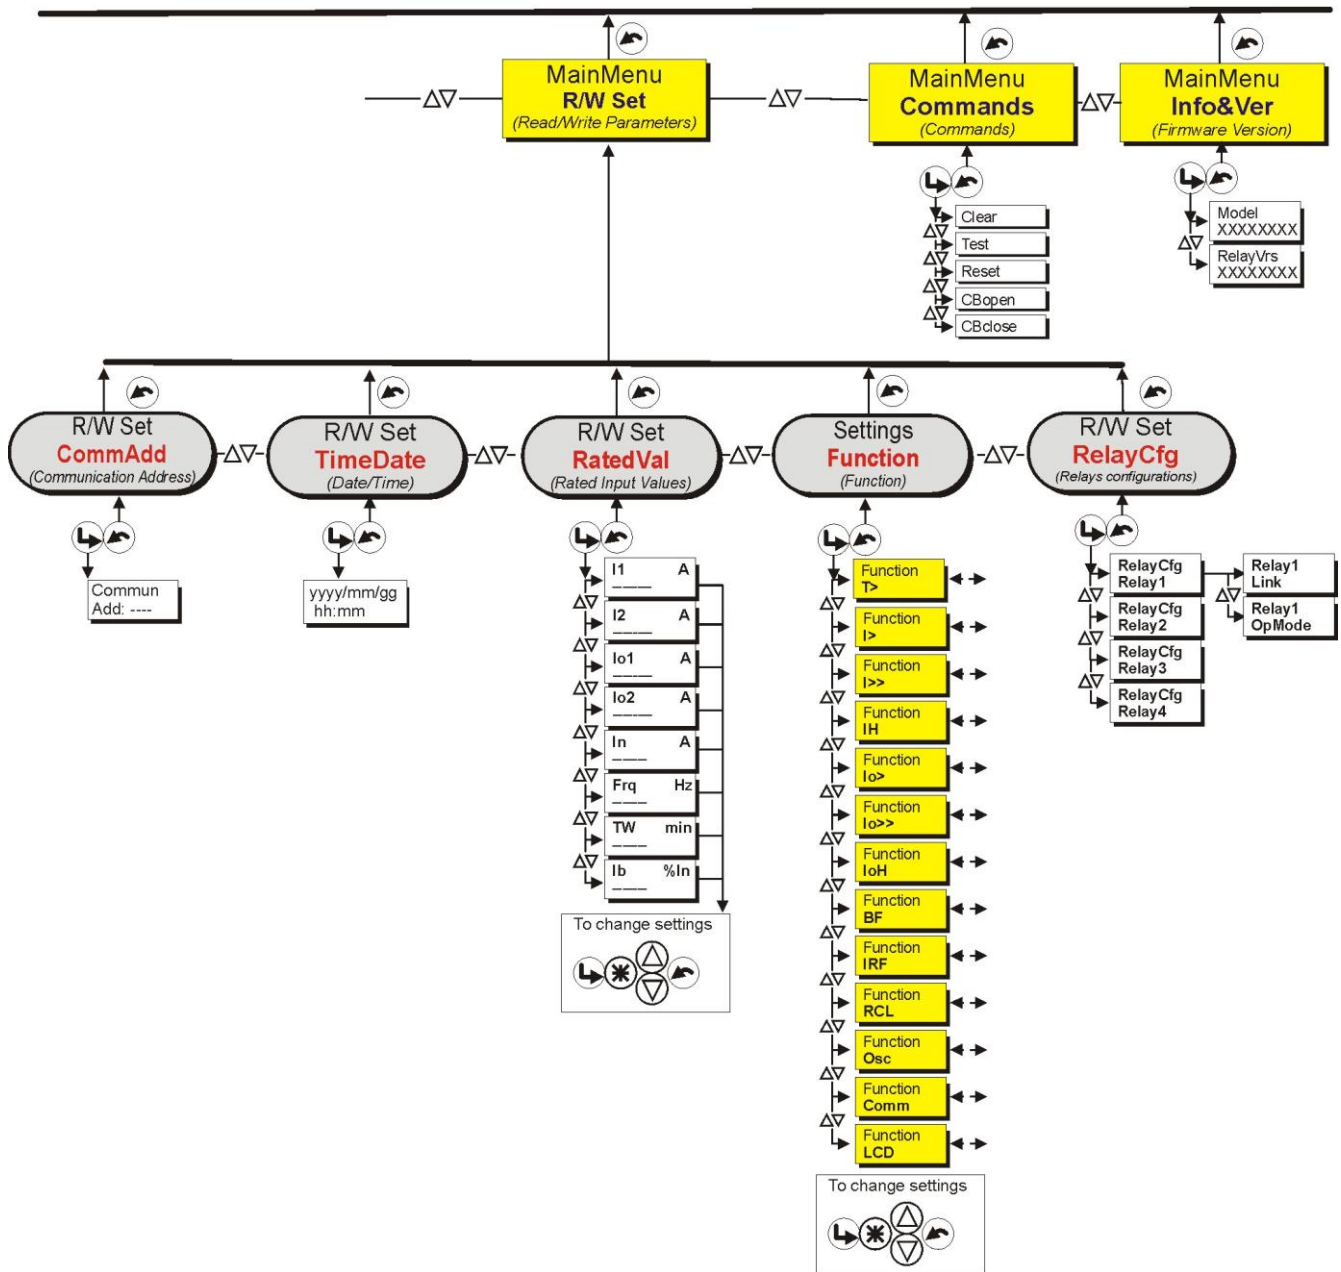 MainMenu
R/W Set
(Read/Write Parameters)
MainMenu
Commands
(Commands)
MainMenu
Info&Ver
(Firmware Version)
Clear
Test
Reset
CBopen
CBclose
Model
XXXXXXXX
RelayVrs
XXXXXXXX
R/W Set
CommAdd
(Communication Address)
R/W Set
TimeDate
(Date/Time)
R/W Set
RatedVal
(Rated Input Values)
Settings
Function
(Function)
R/W Set
RelayCfg
(Relays configurations)
Commun
Add: ----
yyyy/mm/gg
hh:mm
I1 A
----
I2 A
----
Io1 A
----
Io2 A
----
In A
----
Frq Hz
----
TW min
----
Ib %In
----
To change settings
Function
T>
Function
I>
Function
I>>
Function
IH
Function
Io>
Function
Io>>
Function
IoH
Function
BF
Function
IRF
Function
RCL
Function
Osc
Function
Comm
Function
LCD
To change settings
RelayCfg
Relay1
RelayCfg
Relay2
RelayCfg
Relay3
RelayCfg
Relay4
Relay1
Link
Relay1
OpMode